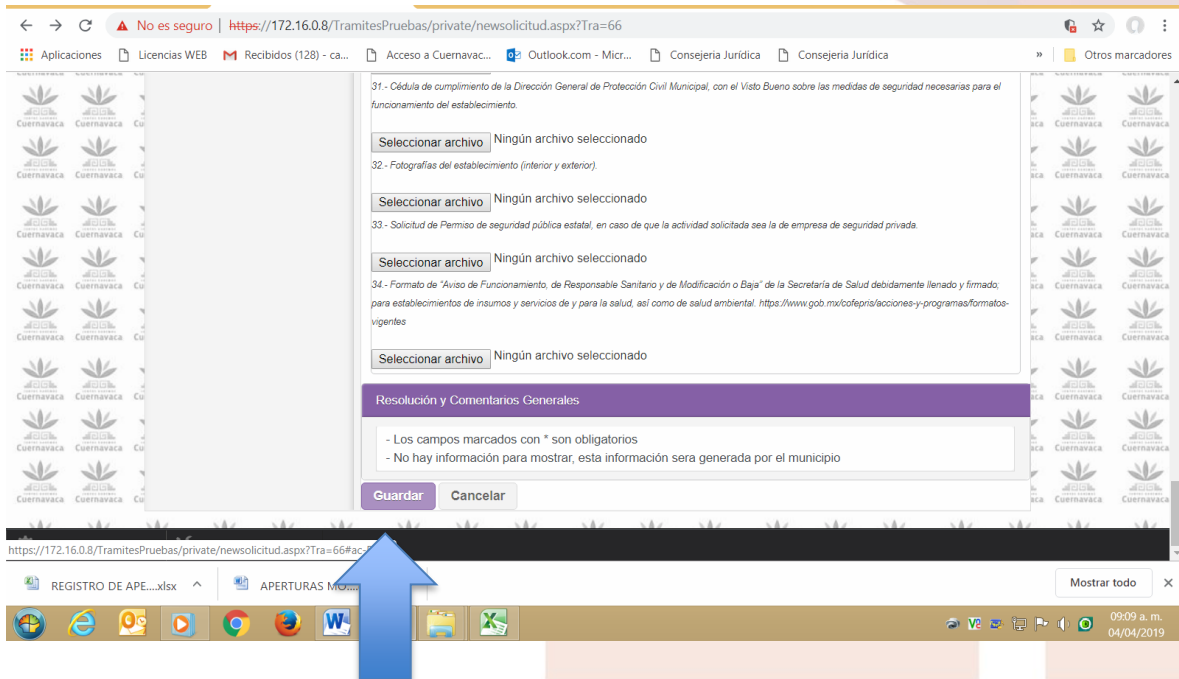 No es seguro | https://172.16.0.8/TramitesPruebas/private/newsolicitud.aspx?Tra=66
Aplicaciones Licencias WEB Recibidos (128) - ca... Acceso a Cuernavac... Outlook.com - Micr... Consejeria Jurídica Consejeria Jurídica » Otros marcadores
31.- Cédula de cumplimiento de la Dirección General de Protección Civil Municipal, con el Visto Bueno sobre las medidas de seguridad necesarias para el
funcionamiento del establecimiento.
Seleccionar archivo Ningún archivo seleccionado
32.- Fotografías del establecimiento (interior y exterior).
Seleccionar archivo Ningún archivo seleccionado
33.- Solicitud de Permiso de seguridad pública estatal, en caso de que la actividad solicitada sea la de empresa de seguridad privada.
Seleccionar archivo Ningún archivo seleccionado
34.- Formato de "Aviso de Funcionamiento, de Responsable Sanitario y de Modificación o Baja" de la Secretaría de Salud debidamente llenado y firmado;
para establecimientos de insumos y servicios de y para la salud, así como de salud ambiental. https://www.gob.mx/cofepris/acciones-y-programas/formatos-
vigentes
Seleccionar archivo Ningún archivo seleccionado
Resolución y Comentarios Generales
- Los campos marcados con * son obligatorios
- No hay información para mostrar, esta información sera generada por el municipio
Guardar Cancelar
Cuernavaca Cuernavaca
https://172.16.0.8/TramitesPruebas/private/newsolicitud.aspx?Tra=66#ac-
REGISTRO DE APE....xlsx APERTURAS Mostrar todo
09:09 a. m.
04/04/2019